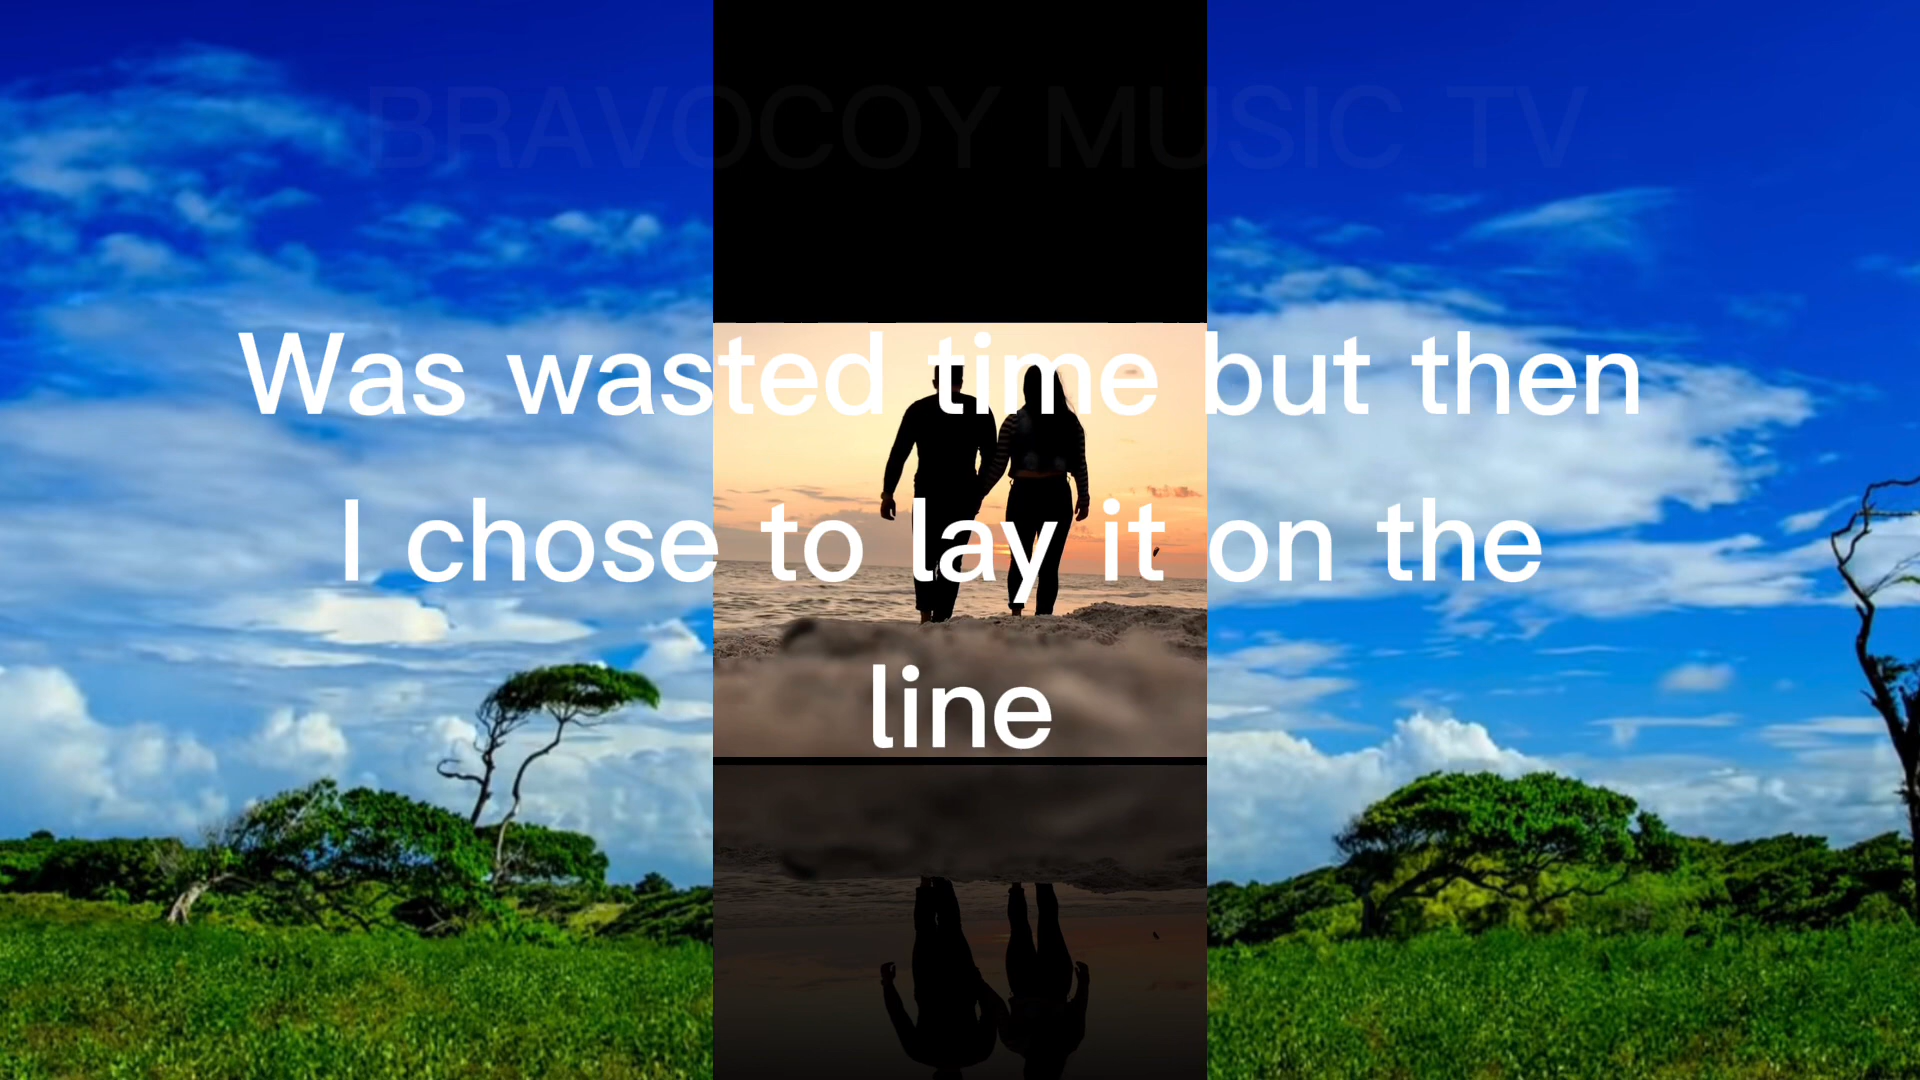 BRAVOCOY MUSIC TV
Was wasted time but then
I chose to lay it on the
line